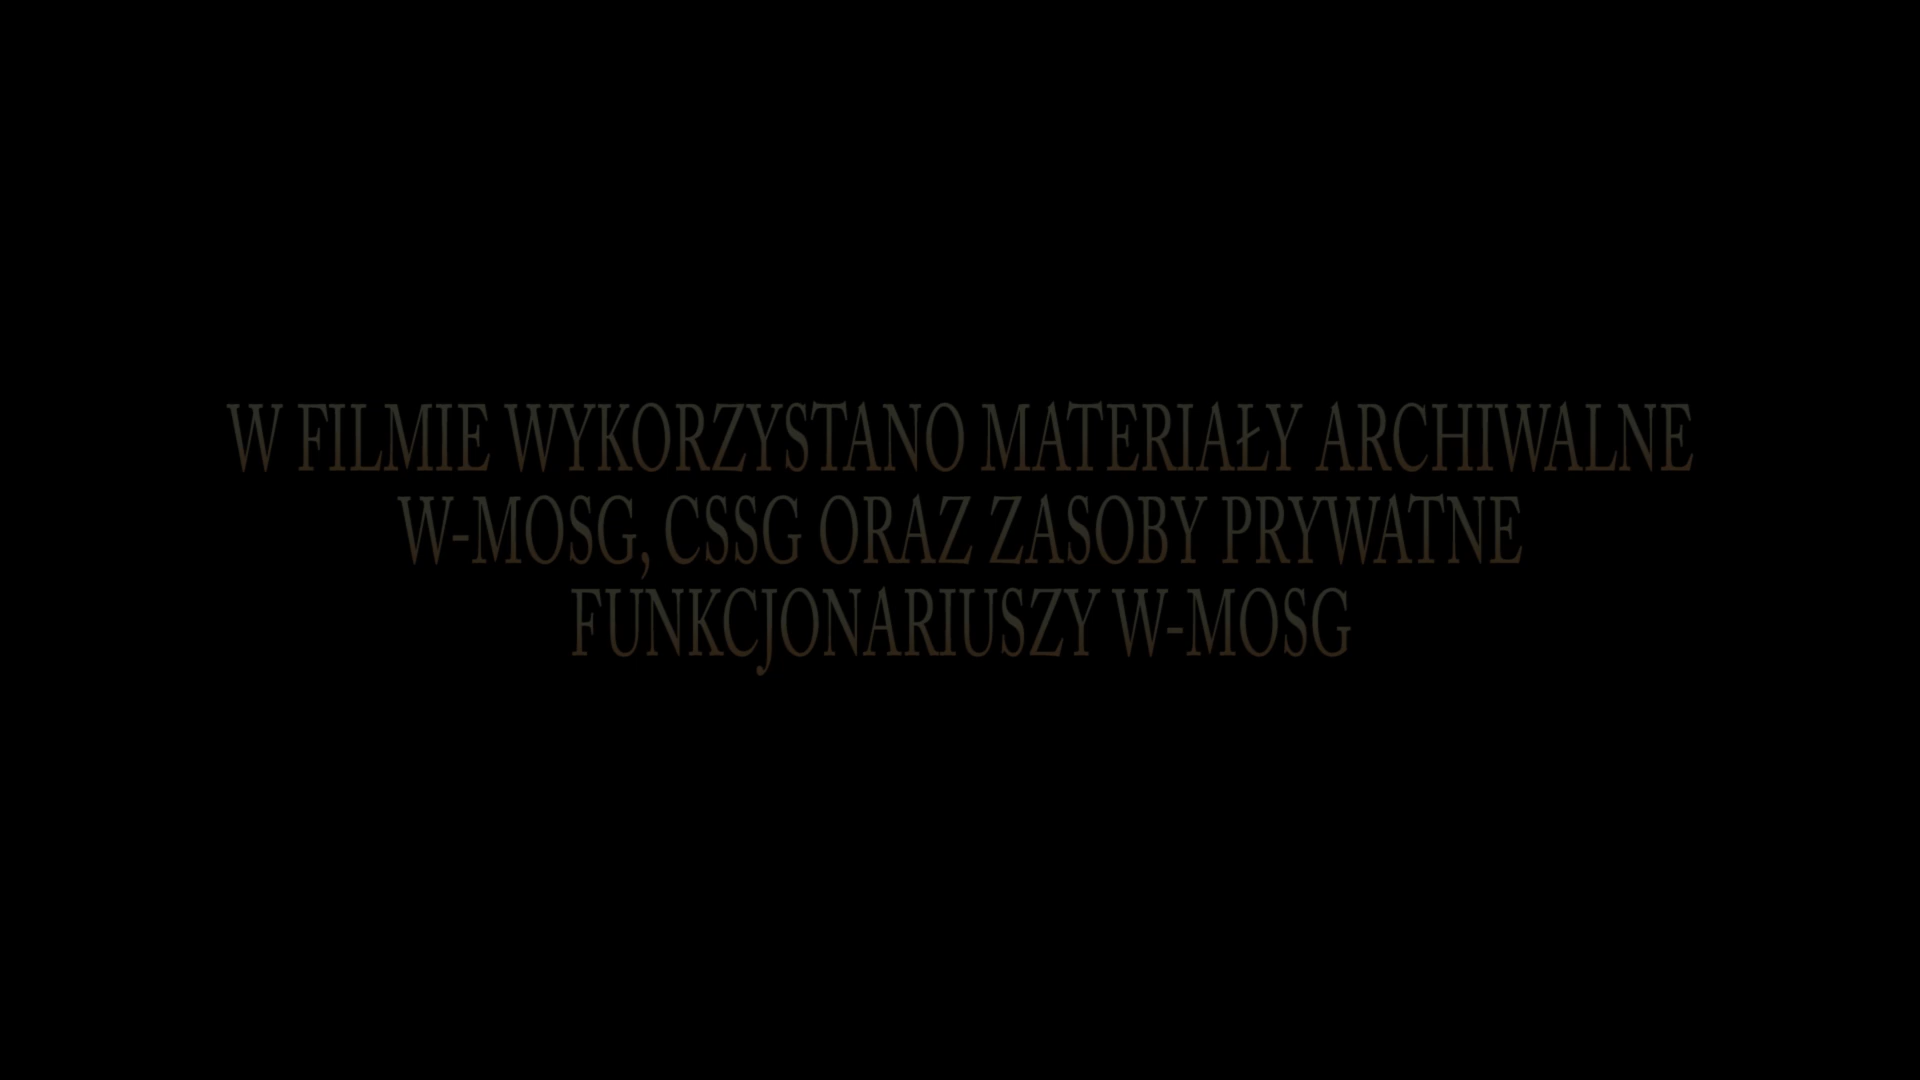 W FILMIE WYKORZYSTANO MATERIAŁY ARCHIWALNE
W-MOSG, CSSG ORAZ ZASOBY PRYWATNE
FUNKCJONARIUSZY W-MOSG